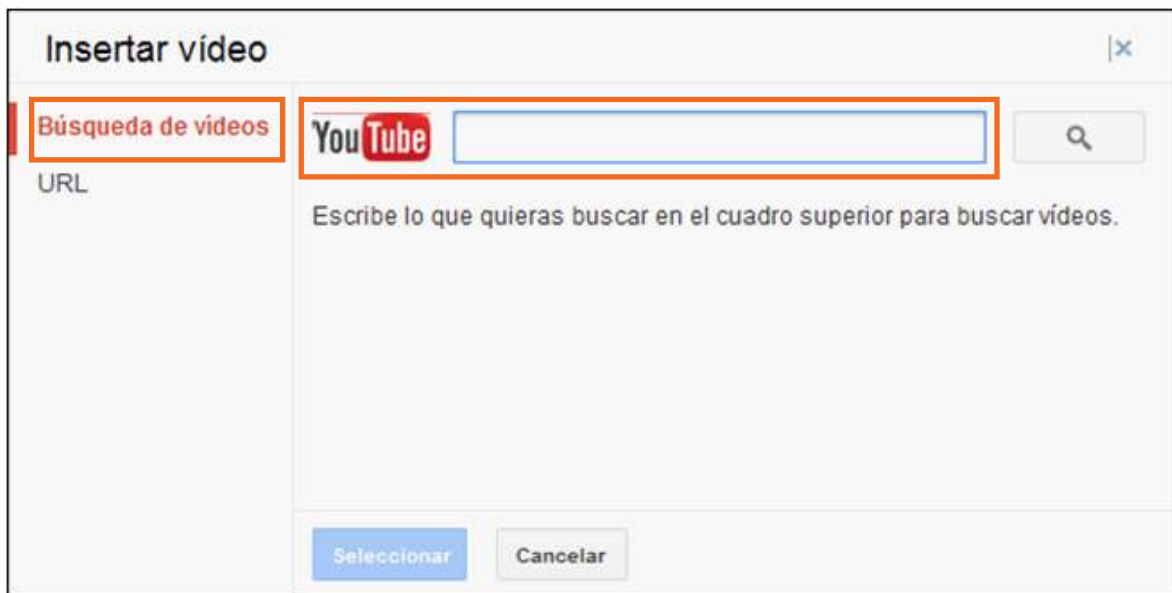 Insertar vídeo
Búsqueda de vídeos
URL
YouTube
Escribe lo que quieras buscar en el cuadro superior para buscar vídeos.
Seleccionar
Cancelar